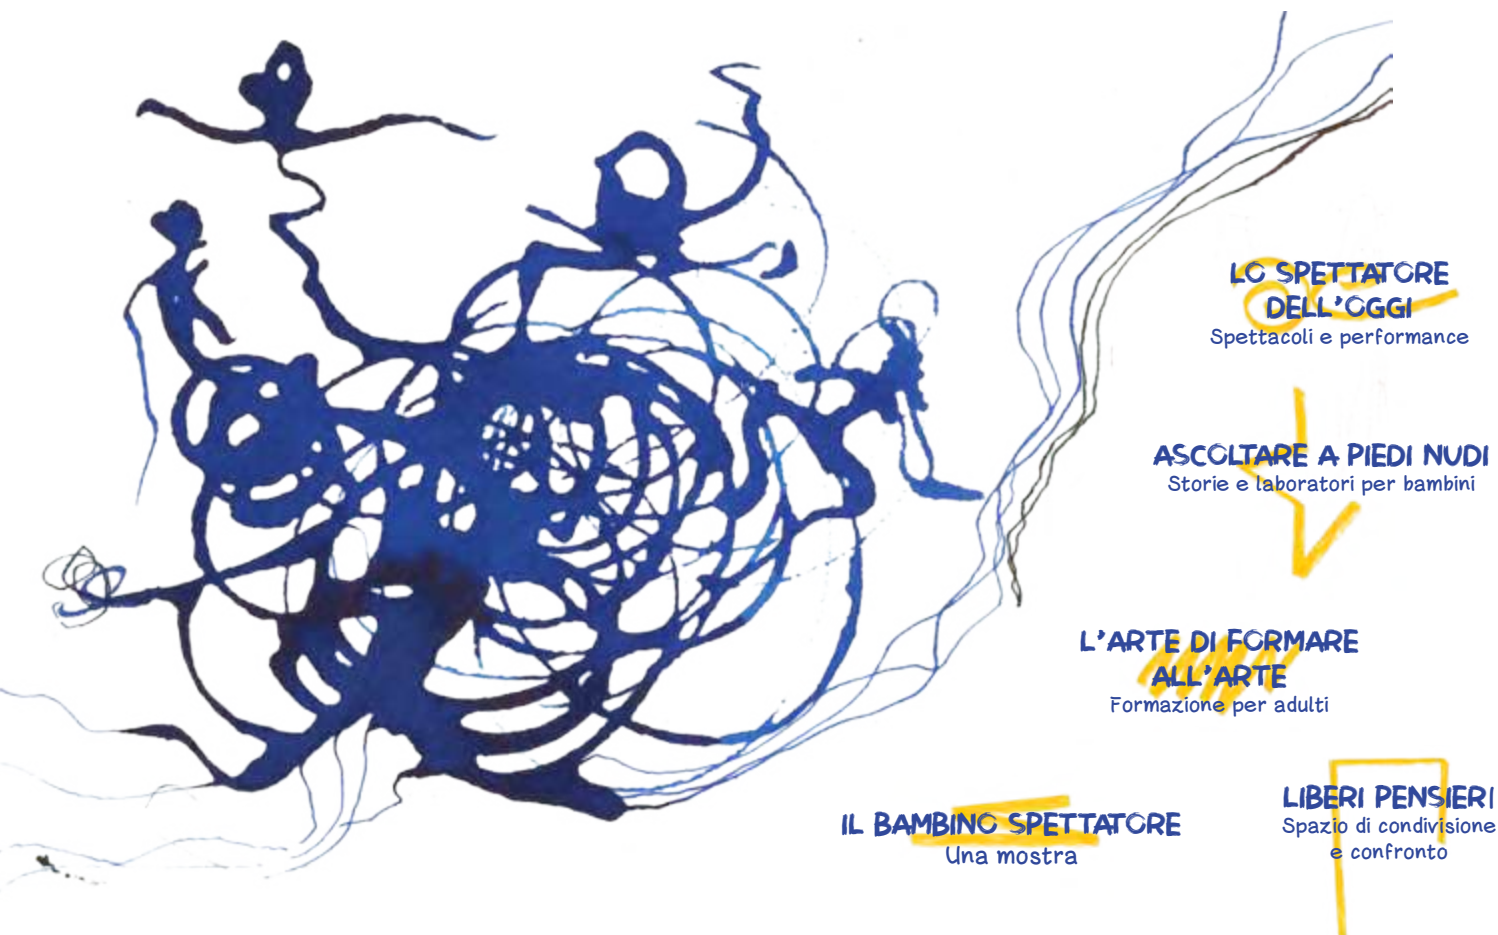 LO SPETTATORE
DELL'OGGI
Spettacoli e performance
ASCOLTARE A PIEDI NUDI
Storie e laboratori per bambini
L'ARTE DI FORMARE
ALL'ARTE
Formazione per adulti
IL BAMBINO SPETTATORE
Una mostra
LIBERI PENSIERI
Spazio di condivisione
e confronto